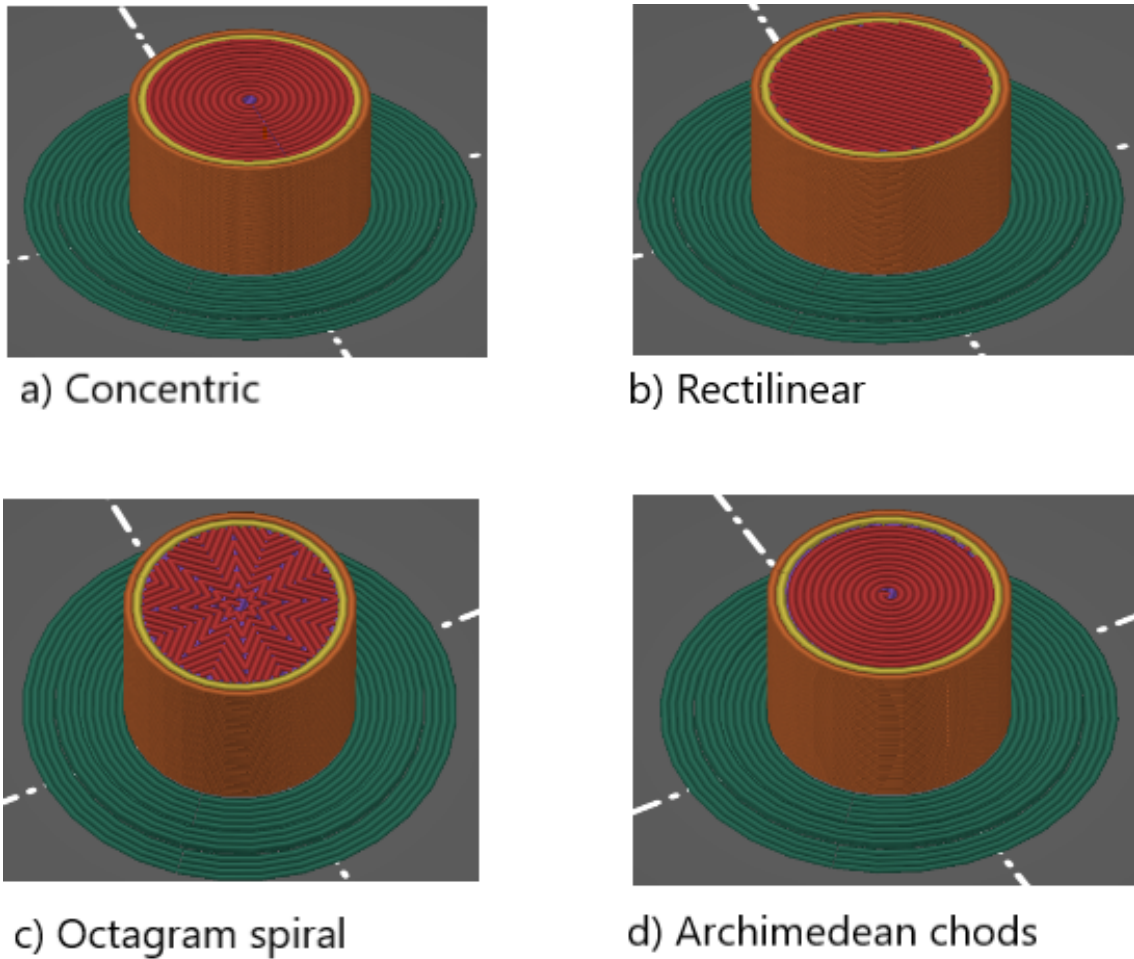 a) Concentric
b) Rectilinear
c) Octagram spiral
d) Archimedean chods